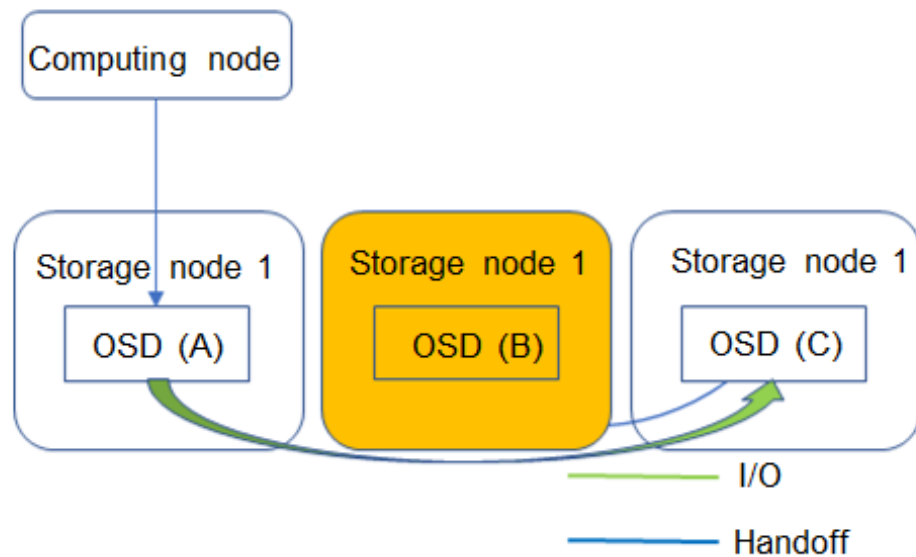 Computing node
Storage node 1
Storage node 1
Storage node 1
OSD (A)
OSD (B)
OSD (C)
I/O
Handoff